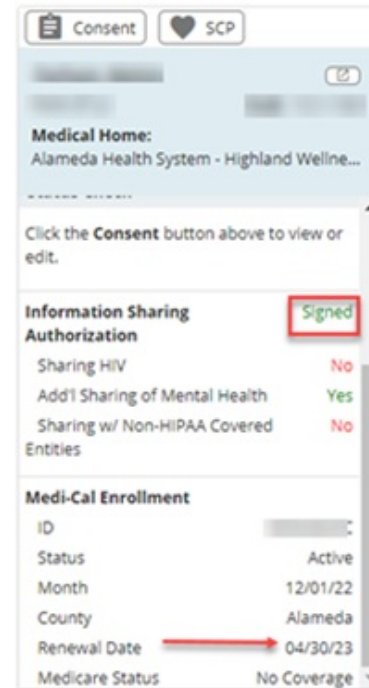 Consent SCP
Medical Home:
Alameda Health System - Highland Wellne...
Click the Consent button above to view or
edit.
Information Sharing Signed
Authorization
Sharing HIV No
Add'l Sharing of Mental Health Yes
Sharing w/ Non-HIPAA Covered No
Entities
Medi-Cal Enrollment
ID
Status Active
Month 12/01/22
County Alameda
Renewal Date 04/30/23
Medicare Status No Coverage